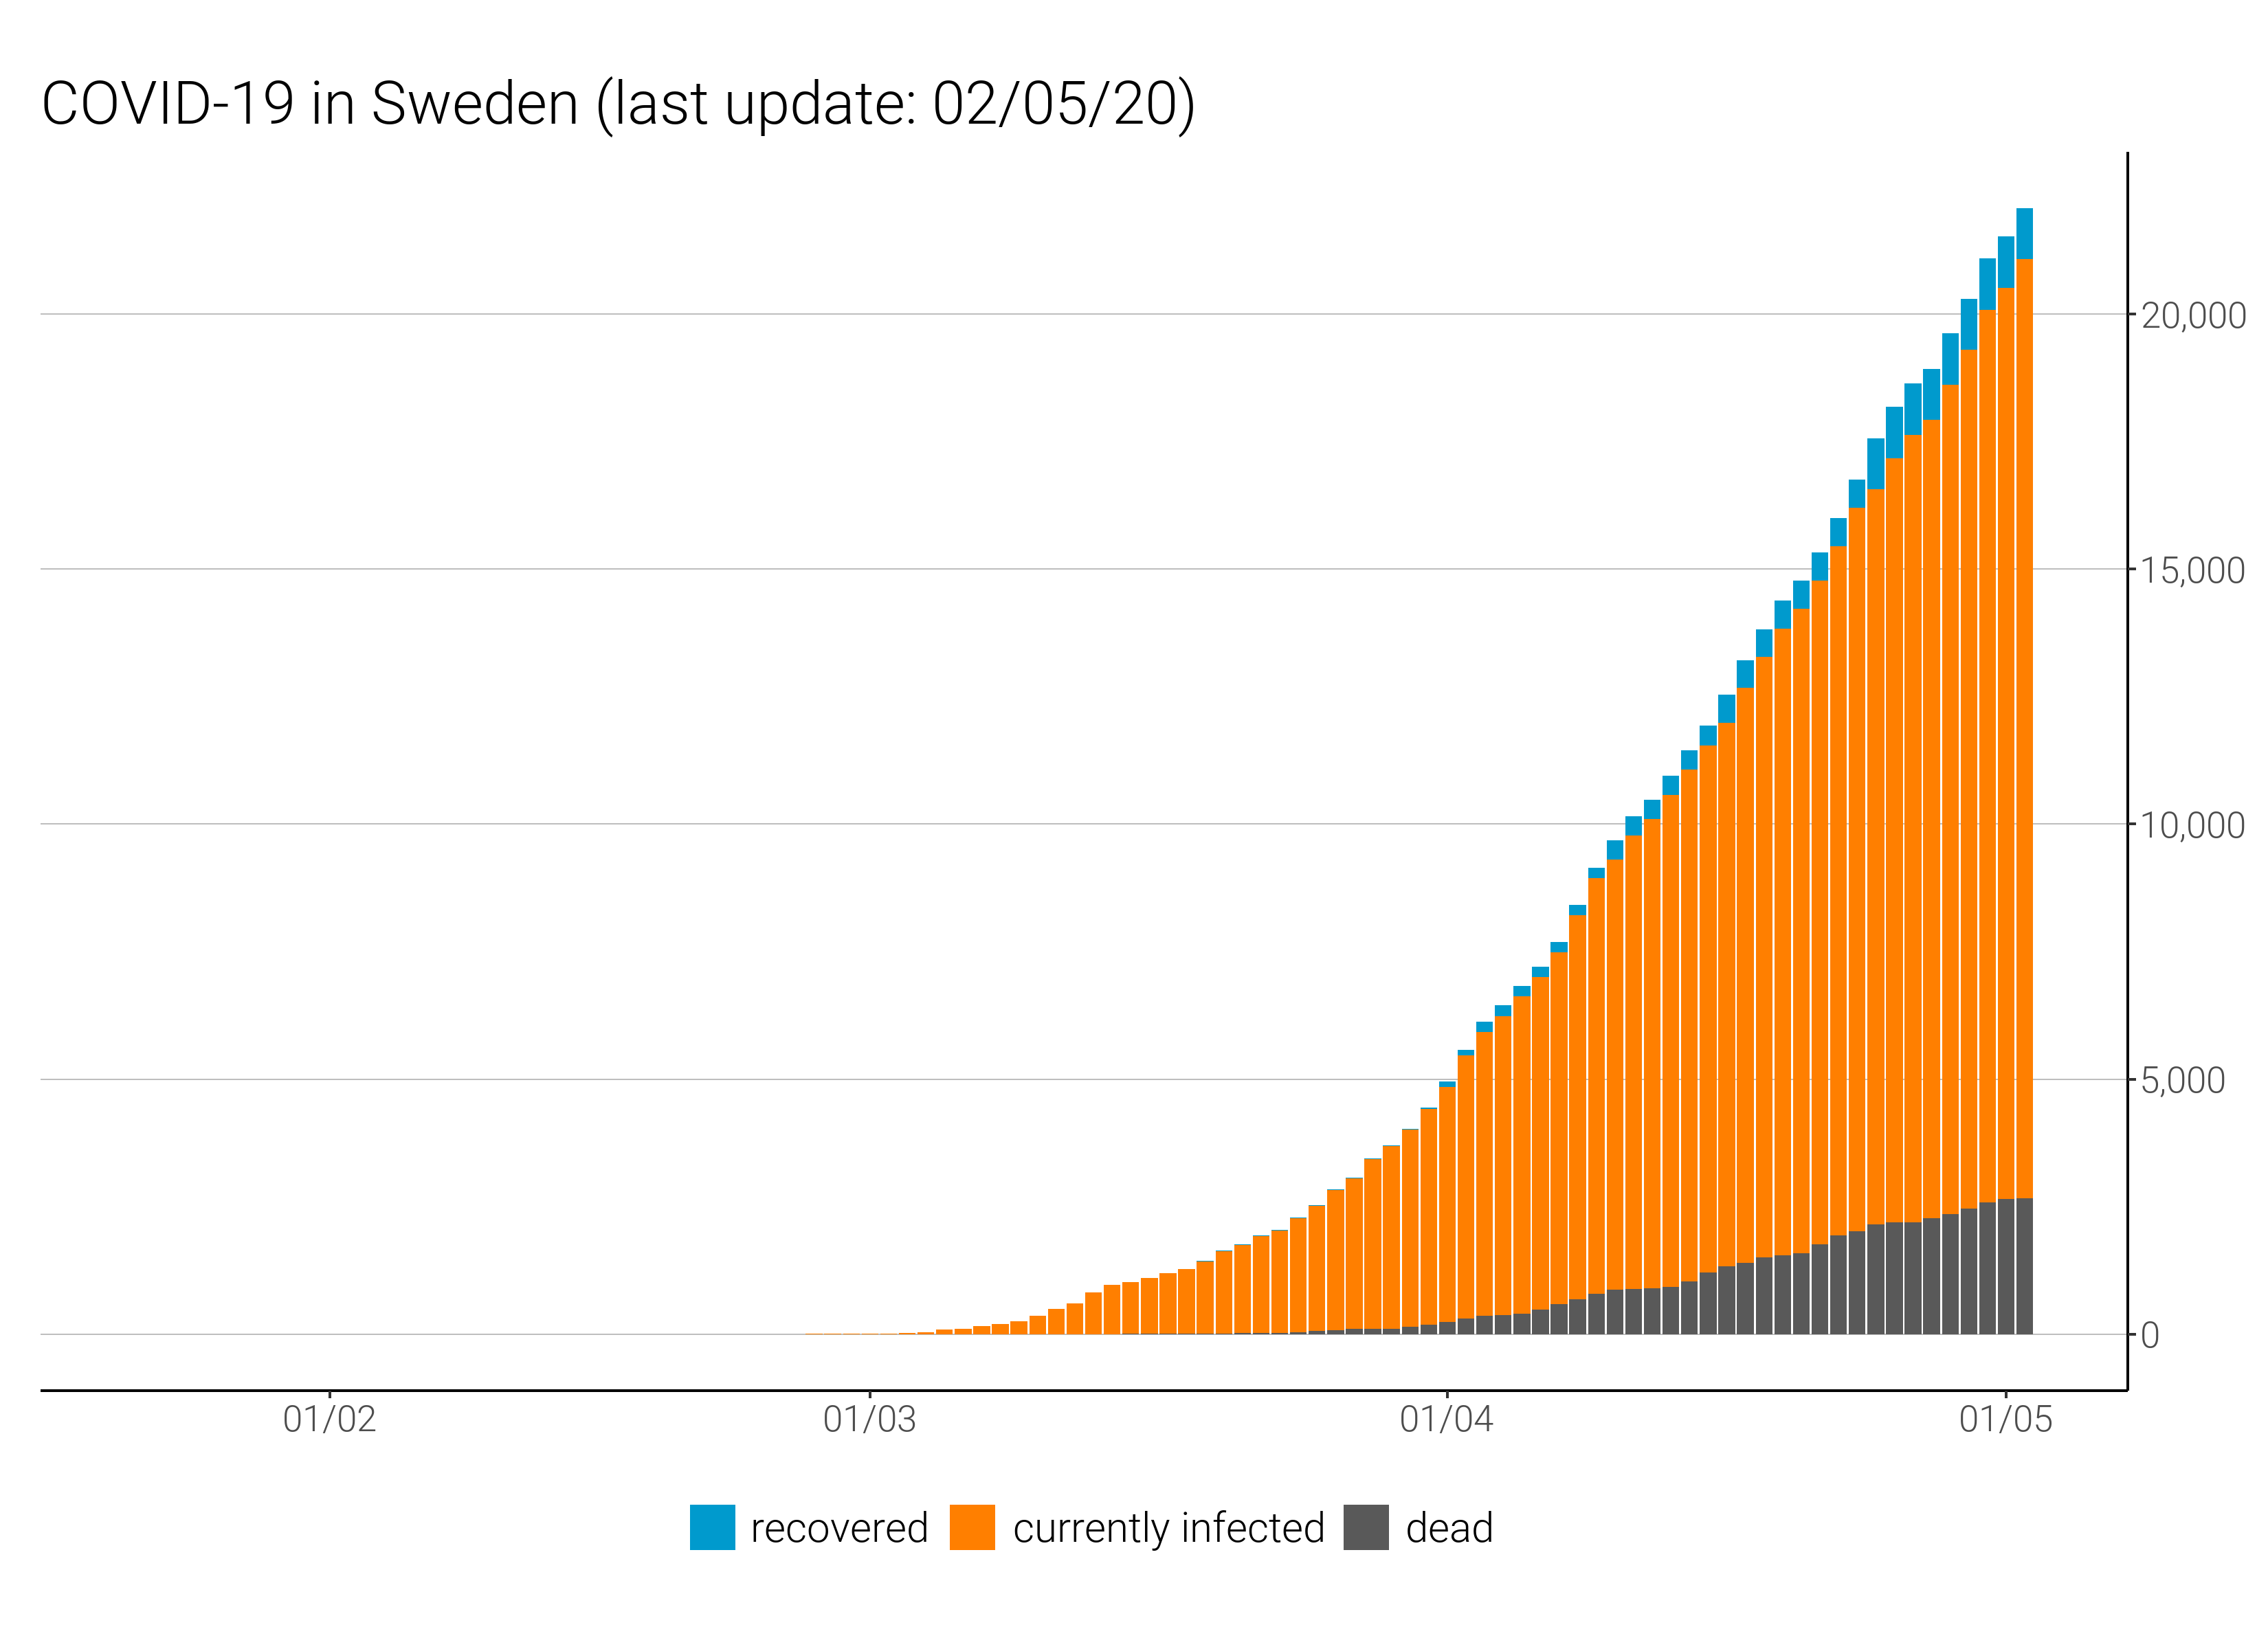 COVID-19 in Sweden (last update: 02/05/20)
20,000
15,000
10,000
5,000
0
01/02 01/03 01/04 01/05
recovered currently infected dead